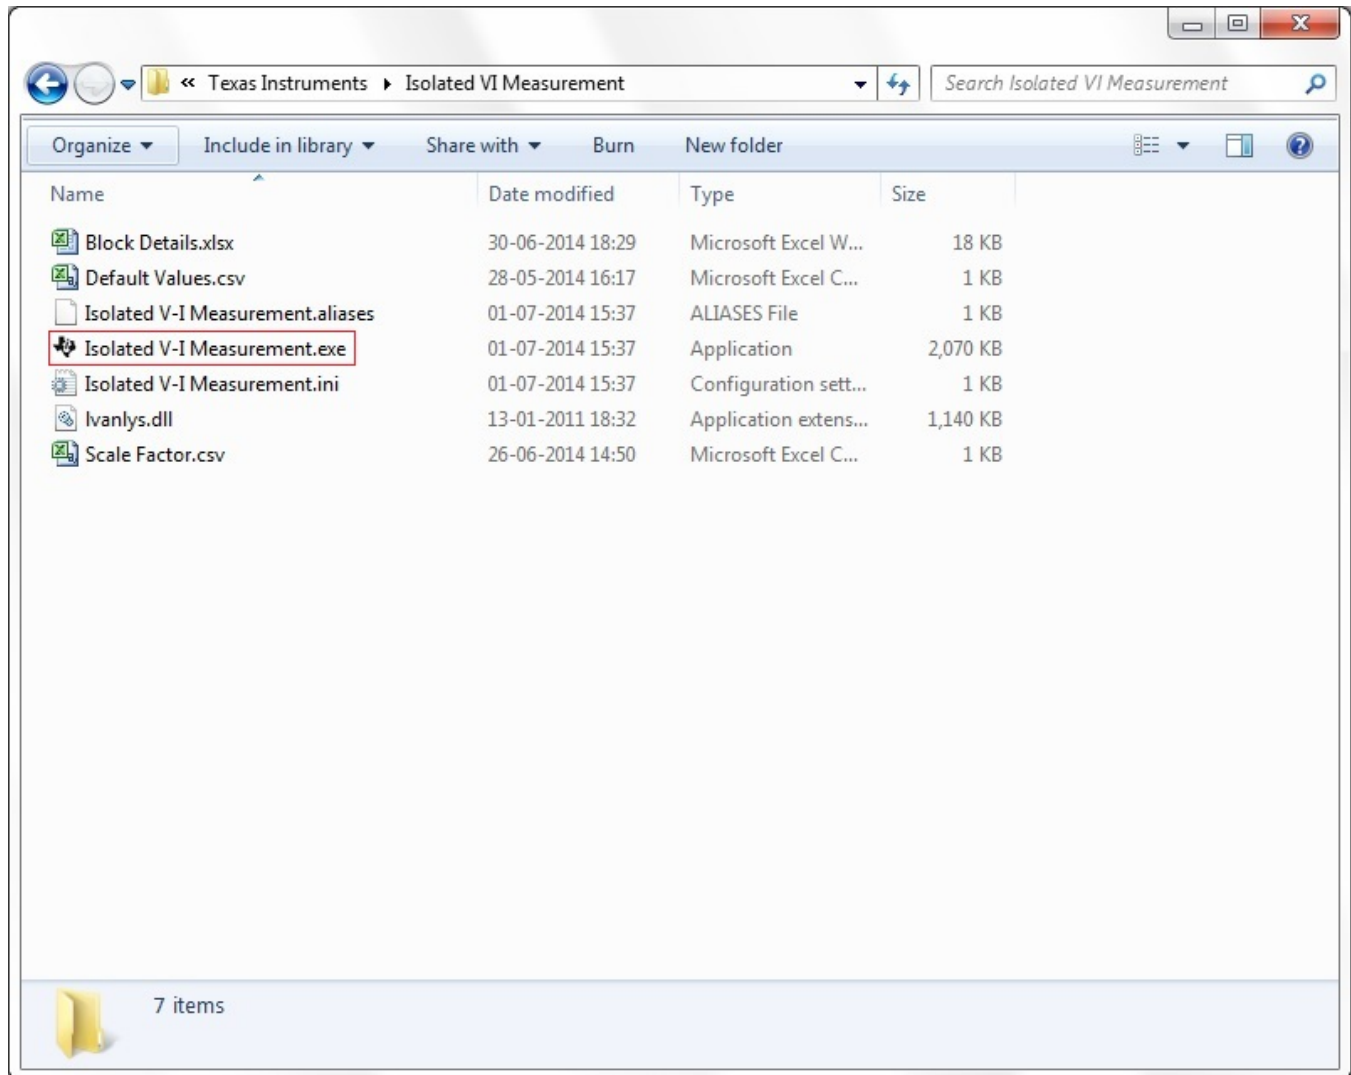 « Texas Instruments ▸ Isolated VI Measurement Search Isolated VI Measurement
Organize Include in library Share with Burn New folder
Name Date modified Type Size
Block Details.xlsx 30-06-2014 18:29 Microsoft Excel W... 18 KB
Default Values.csv 28-05-2014 16:17 Microsoft Excel C... 1 KB
Isolated V-I Measurement.aliases 01-07-2014 15:37 ALIASES File 1 KB
Isolated V-I Measurement.exe 01-07-2014 15:37 Application 2,070 KB
Isolated V-I Measurement.ini 01-07-2014 15:37 Configuration sett... 1 KB
lvanlys.dll 13-01-2011 18:32 Application extens... 1,140 KB
Scale Factor.csv 26-06-2014 14:50 Microsoft Excel C... 1 KB
7 items